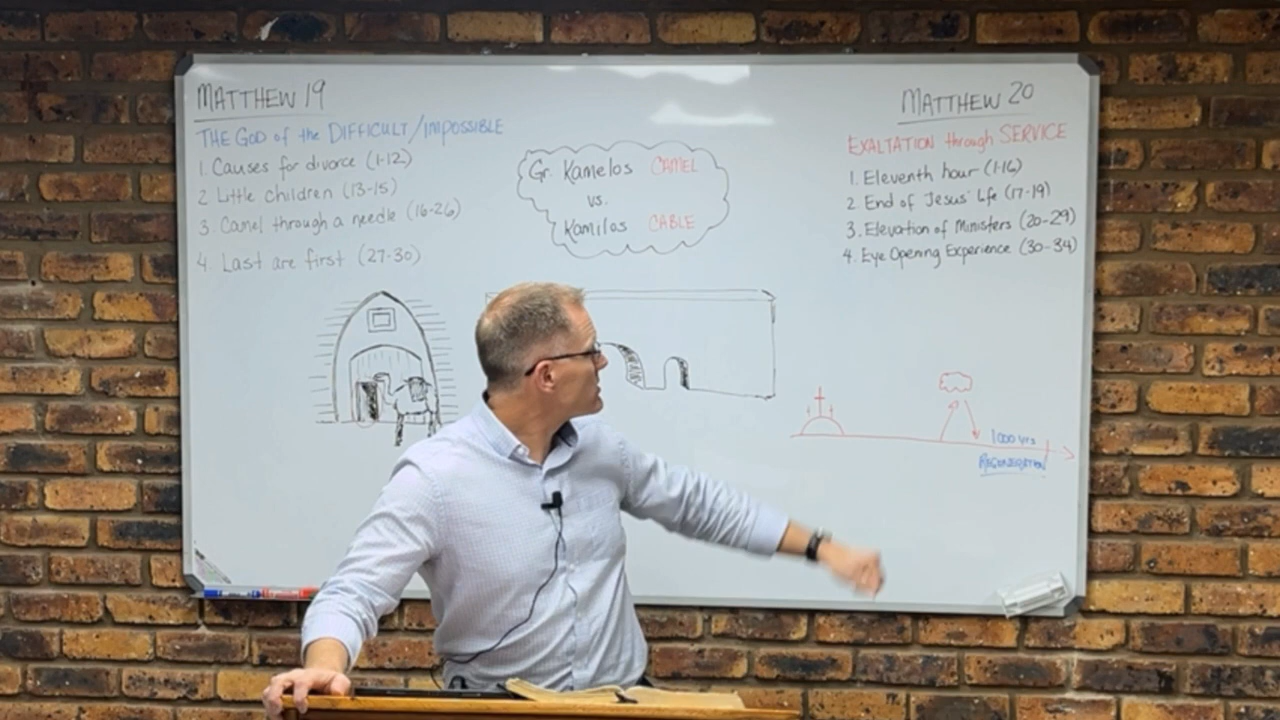 MATTHEW 19
THE GOD of the DIFFICULT/IMPOSSIBLE
1. Causes for divorce (1-12)
2 Little children (13-15)
3. Camel through a needle (16-26)
4. Last are first (27-30)
Gr. Kamelos CAMEL
vs.
Kamilos CABLE
MATTHEW 20
EXALTATION through SERVICE
1. Eleventh hour (1-16)
2. End of Jesus' Life (17-19)
3. Elevation of Ministers (20-29)
4. Eye Opening Experience (30-34)
1000 yrs